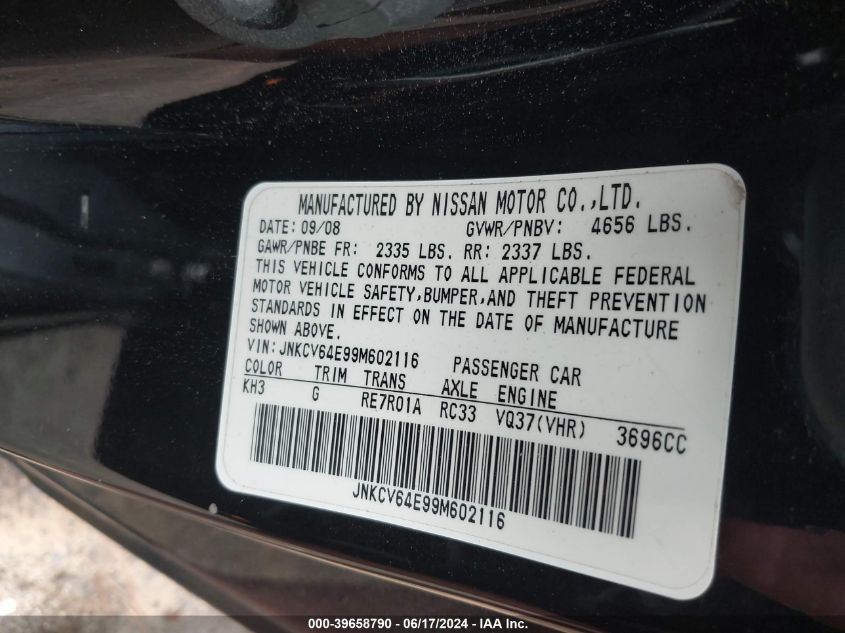 MANUFACTURED BY NISSAN MOTOR CO.,LTD.
DATE: 09/08 GVWR/PNBV: 4656 LBS.
GAWR/PNBE FR: 2335 LBS. RR: 2337 LBS.
THIS VEHICLE CONFORMS TO ALL APPLICABLE FEDERAL
MOTOR VEHICLE SAFETY,BUMPER,AND THEFT PREVENTION
STANDARDS IN EFFECT ON THE DATE OF MANUFACTURE
SHOWN ABOVE.
VIN: JNKCV64E99M602116 PASSENGER CAR
COLOR TRIM TRANS AXLE ENGINE
KH3 G RE7R01A RC33 VQ37(VHR) 3696CC
JNKCV64E99M602116
000-39658790 - 06/17/2024 - IAA Inc.